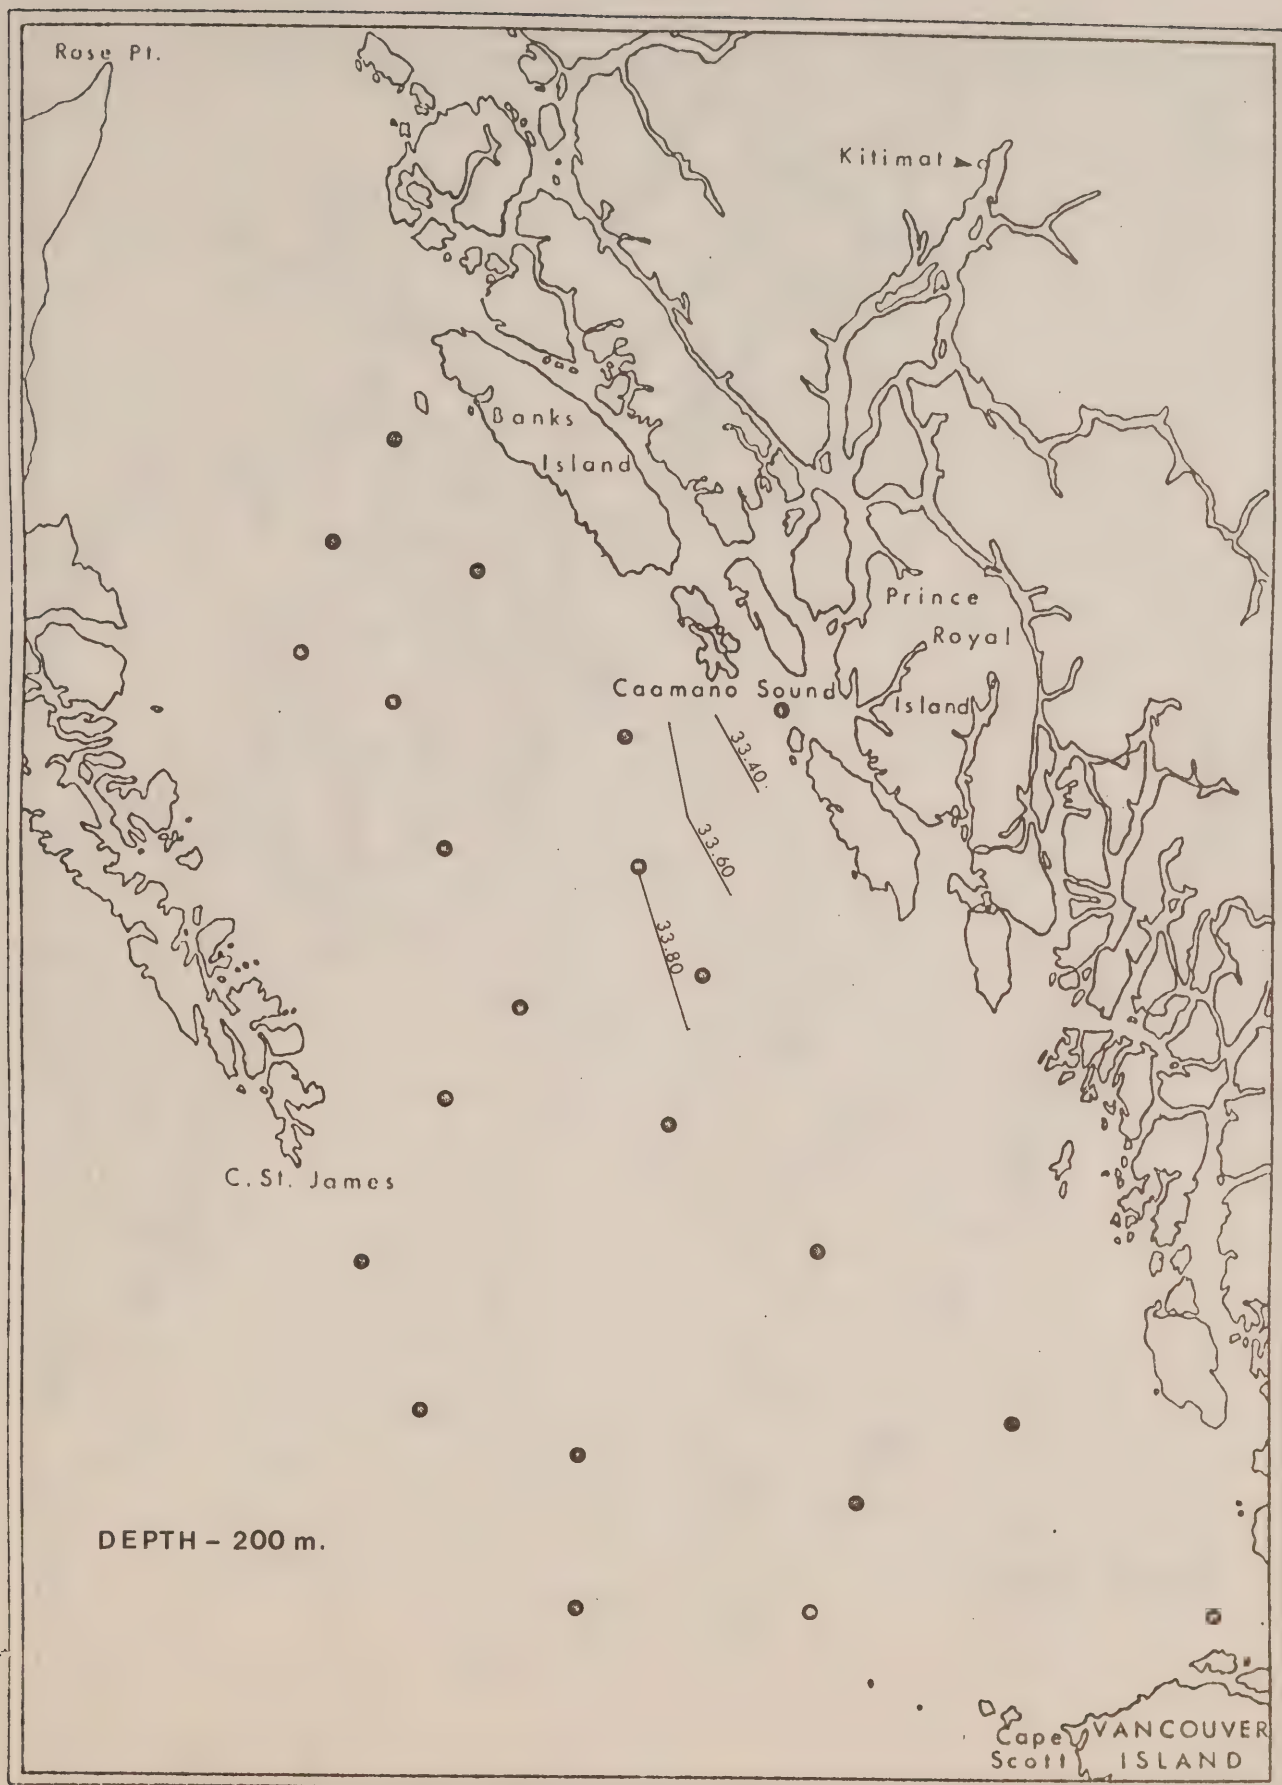 Rose Pt.
Kitimat
Banks
Island
Prince
Royal
Island
Caamano Sound
33.40
33.60
33.80
C. St. James
DEPTH – 200 m.
Cape
Scott
VANCOUVER
ISLAND